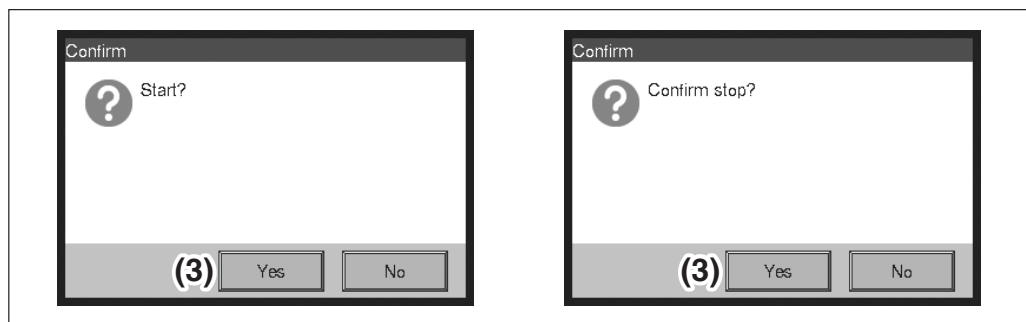 Confirm
Start?
(3) Yes No
Confirm
Confirm stop?
(3) Yes No